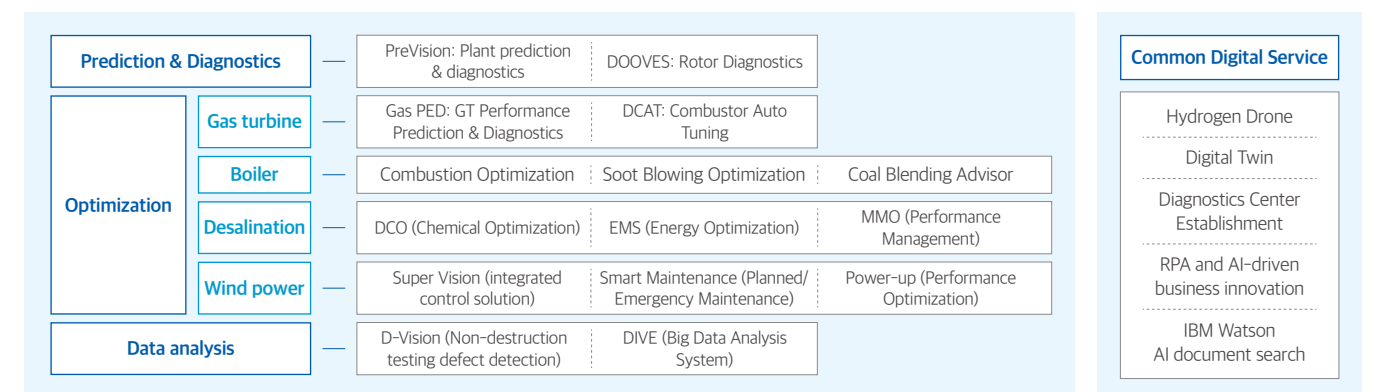 Prediction & Diagnostics
PreVision: Plant prediction
& diagnostics
DOOVES: Rotor Diagnostics
Optimization
Gas turbine
Gas PED: GT Performance
Prediction & Diagnostics
DCAT: Combustor Auto
Tuning
Boiler
Combustion Optimization
Soot Blowing Optimization
Coal Blending Advisor
Desalination
DCO (Chemical Optimization)
EMS (Energy Optimization)
MMO (Performance
Management)
Wind power
Super Vision (integrated
control solution)
Smart Maintenance (Planned/
Emergency Maintenance)
Power-up (Performance
Optimization)
Data analysis
D-Vision (Non-destruction
testing defect detection)
DIVE (Big Data Analysis
System)
Common Digital Service
Hydrogen Drone
Digital Twin
Diagnostics Center
Establishment
RPA and AI-driven
business innovation
IBM Watson
AI document search